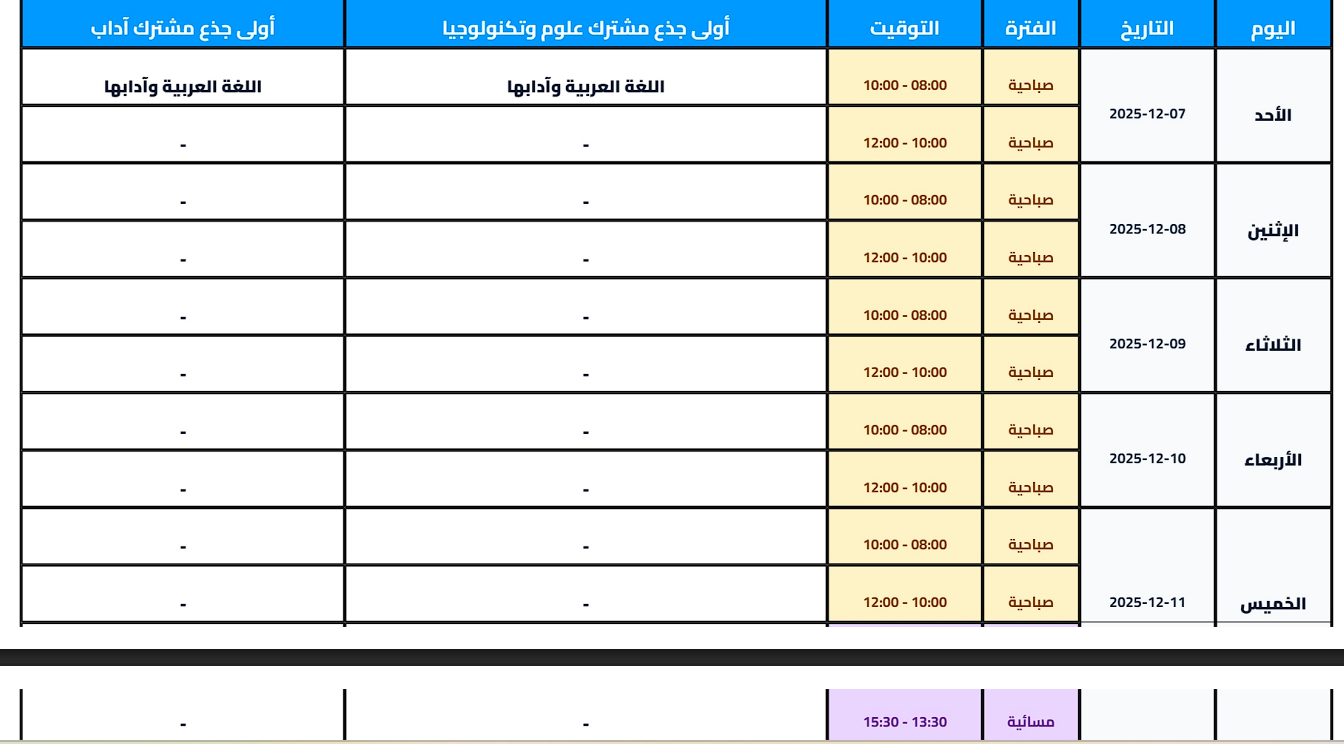 اليوم التاريخ الفترة التوقيت أولى جذع مشترك علوم وتكنولوجيا أولى جذع مشترك آداب
الأحد 2025-12-07 صباحية 08:00 - 10:00 اللغة العربية وآدابها اللغة العربية وآدابها
صباحية 10:00 - 12:00 - -
الإثنين 2025-12-08 صباحية 08:00 - 10:00 - -
صباحية 10:00 - 12:00 - -
الثلاثاء 2025-12-09 صباحية 08:00 - 10:00 - -
صباحية 10:00 - 12:00 - -
الأربعاء 2025-12-10 صباحية 08:00 - 10:00 - -
صباحية 10:00 - 12:00 - -
الخميس 2025-12-11 صباحية 08:00 - 10:00 - -
صباحية 10:00 - 12:00 - -
مسائية 13:30 - 15:30 - -